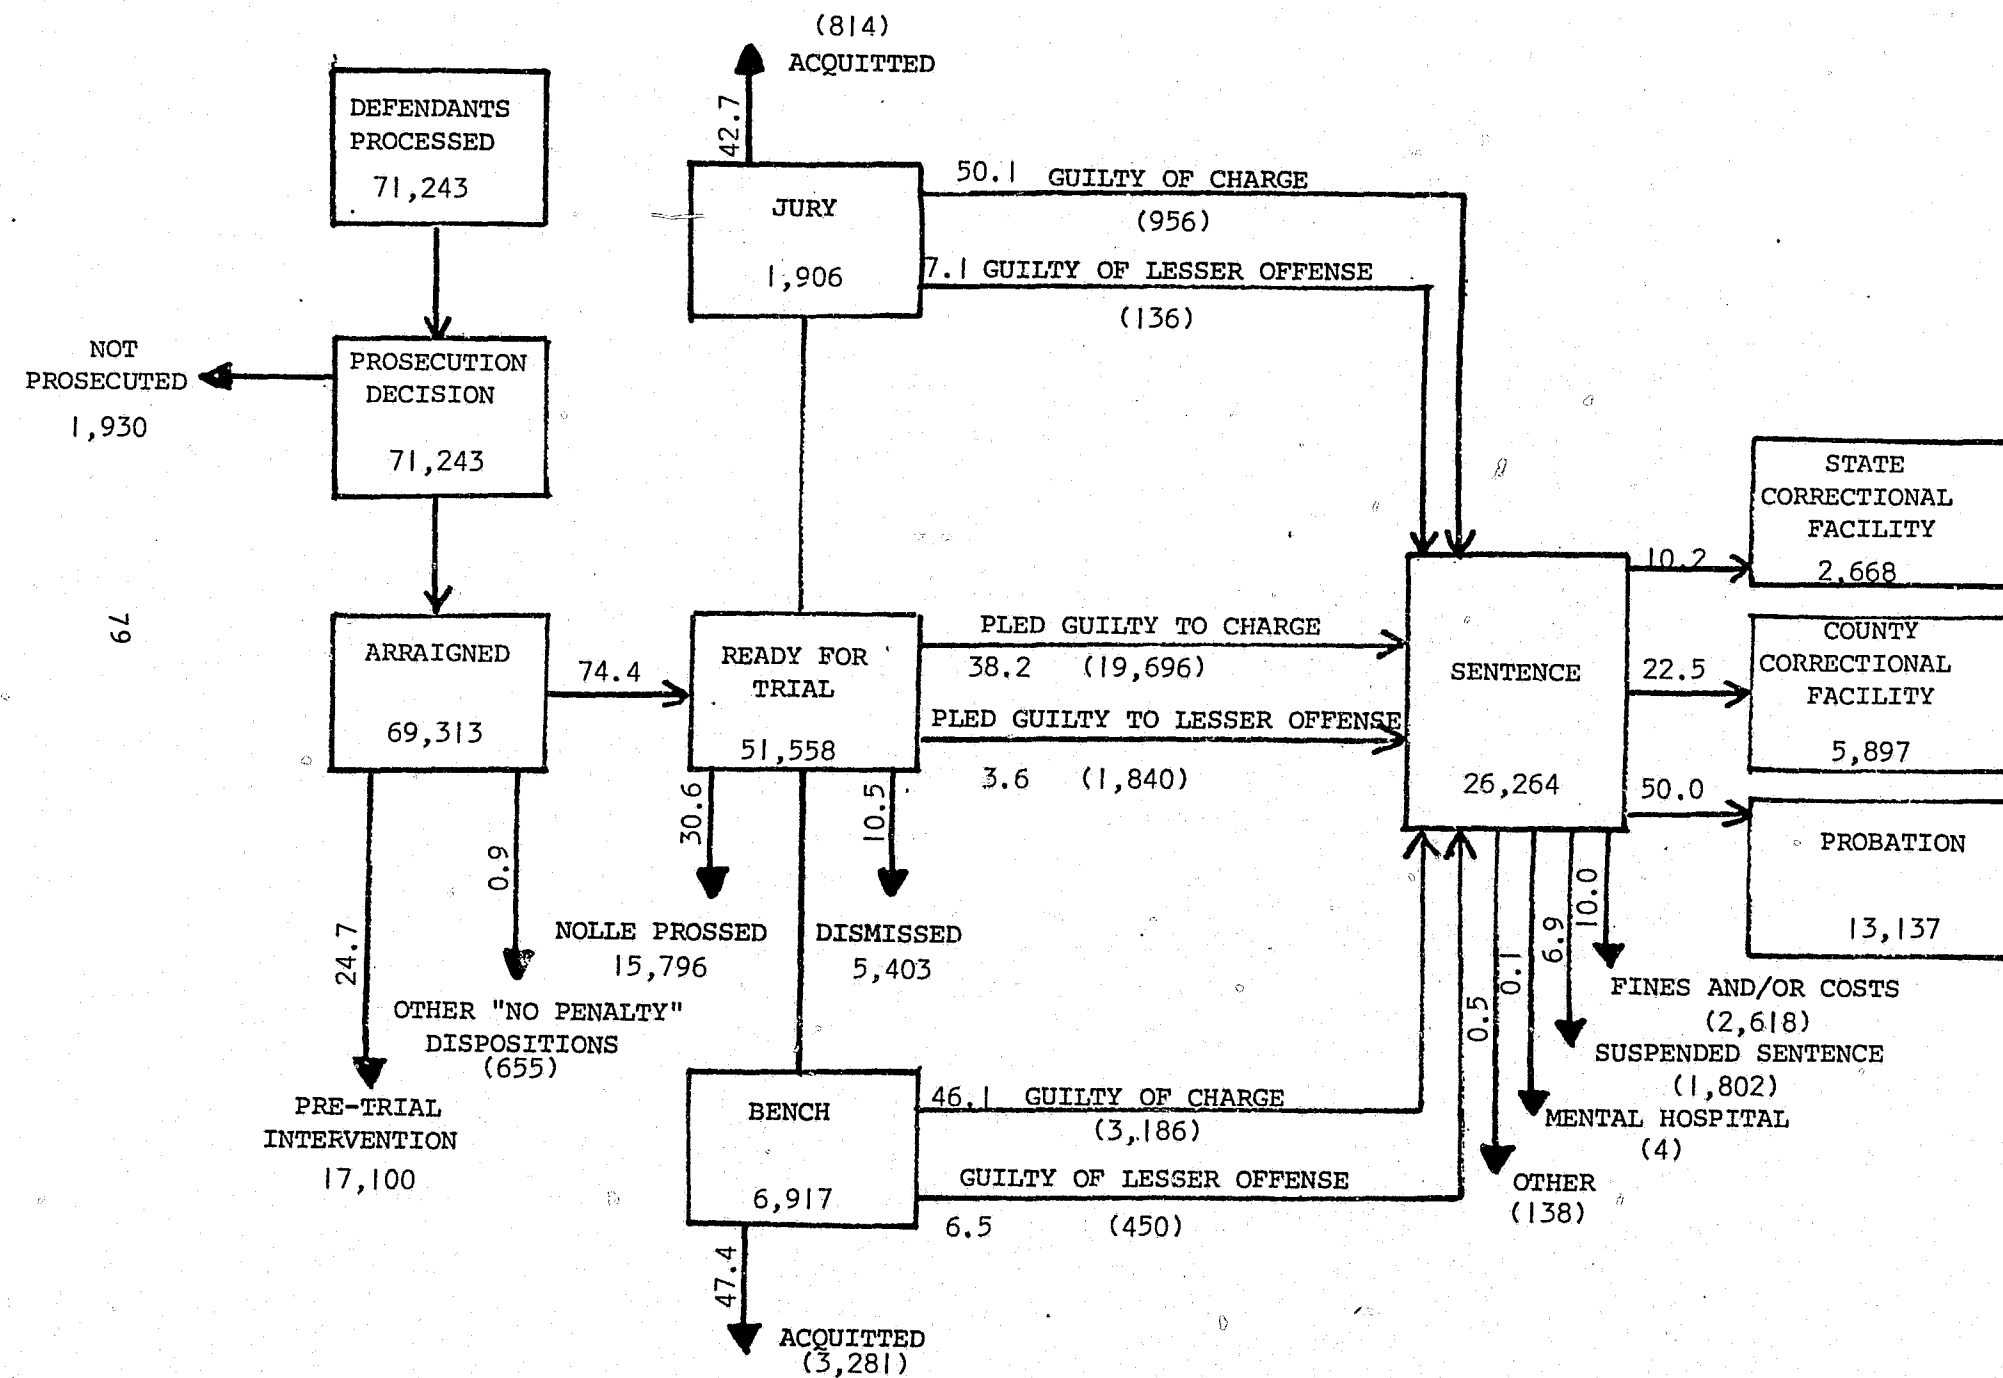 DEFENDANTS
PROCESSED
71,243
NOT
PROSECUTED
1,930
PROSECUTION
DECISION
71,243
ARRAIGNED
69,313
74.4
24.7
PRE-TRIAL
INTERVENTION
17,100
0.9
OTHER "NO PENALTY"
DISPOSITIONS
(655)
(814)
ACQUITTED
42.7
JURY
1,906
50.1 GUILTY OF CHARGE
(956)
7.1 GUILTY OF LESSER OFFENSE
(136)
READY FOR
TRIAL
51,558
PLED GUILTY TO CHARGE
38.2 (19,696)
PLED GUILTY TO LESSER OFFENSE
3.6 (1,840)
30.6
NOLLE PROSSED
15,796
10.5
DISMISSED
5,403
BENCH
6,917
46.1 GUILTY OF CHARGE
(3,186)
GUILTY OF LESSER OFFENSE
6.5 (450)
47.4
ACQUITTED
(3,281)
SENTENCE
26,264
10.2
STATE
CORRECTIONAL
FACILITY
2,668
22.5
COUNTY
CORRECTIONAL
FACILITY
5,897
50.0
PROBATION
13,137
10.0
FINES AND/OR COSTS
(2,618)
6.9
SUSPENDED SENTENCE
(1,802)
0.1
MENTAL HOSPITAL
(4)
0.5
OTHER
(138)
79